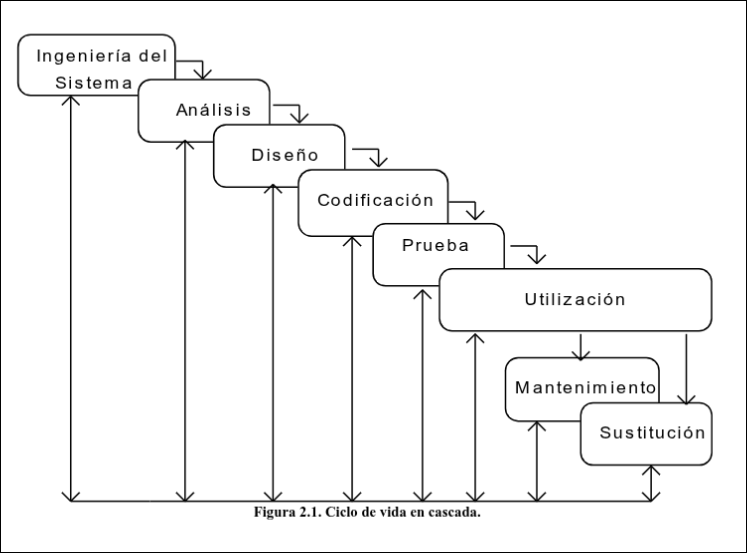 Ingeniería del
Sistema
Análisis
Diseño
Codificación
Prueba
Utilización
Mantenimiento
Sustitución
Figura 2.1. Ciclo de vida en cascada.